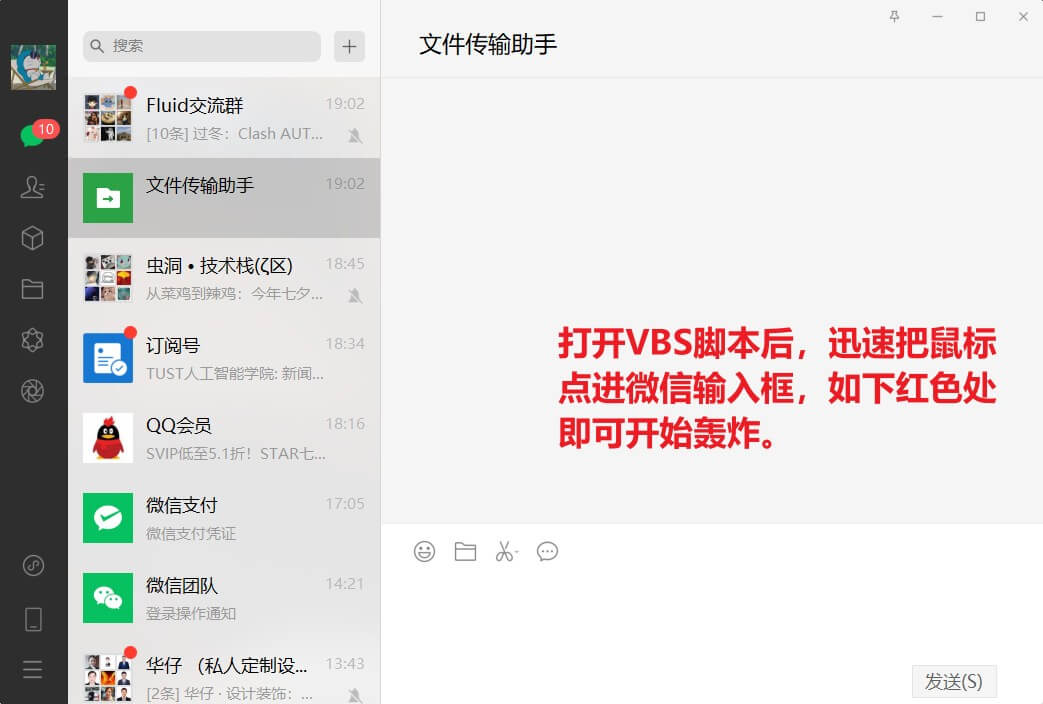 搜索
文件传输助手
10
Fluid交流群
19:02
[10条] 过冬：Clash AUT...
文件传输助手
19:02
虫洞 • 技术栈(ζ区)
18:45
从菜鸡到辣鸡：今年七夕...
订阅号
18:34
TUST人工智能学院: 新闻...
QQ会员
18:16
SVIP低至5.1折！STAR七...
微信支付
17:05
微信支付凭证
微信团队
14:21
登录操作通知
华仔 （私人定制设...
13:43
[2条] 华仔 · 设计装饰：...
打开VBS脚本后，迅速把鼠标
点进微信输入框，如下红色处
即可开始轰炸。
发送(S)